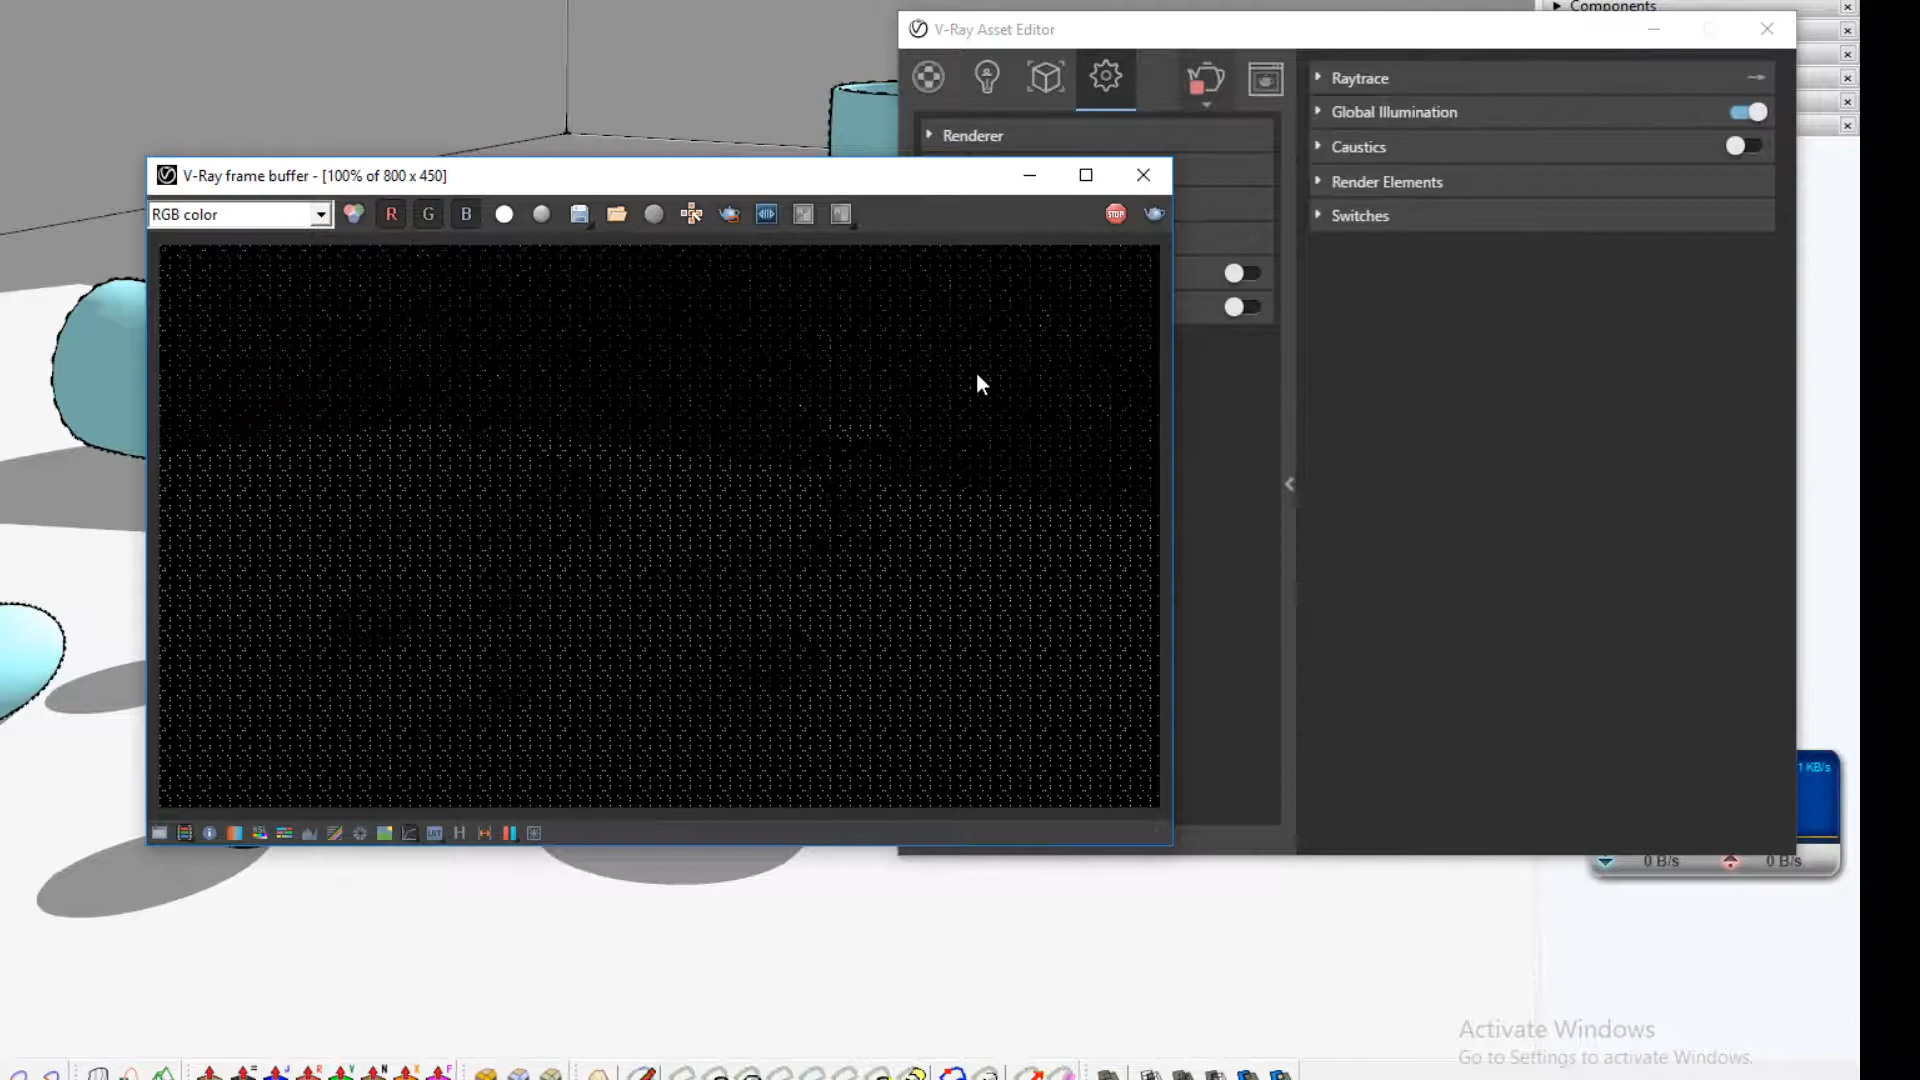 Components
V-Ray Asset Editor
Raytrace
Global Illumination
Renderer
Caustics
V-Ray frame buffer - [100% of 800 x 450]
Render Elements
RGB color
R
G
B
STOP
Switches
1 KB/s
H
0 B/s
0 B/s
Activate Windows
Go to Settings to activate Windows.